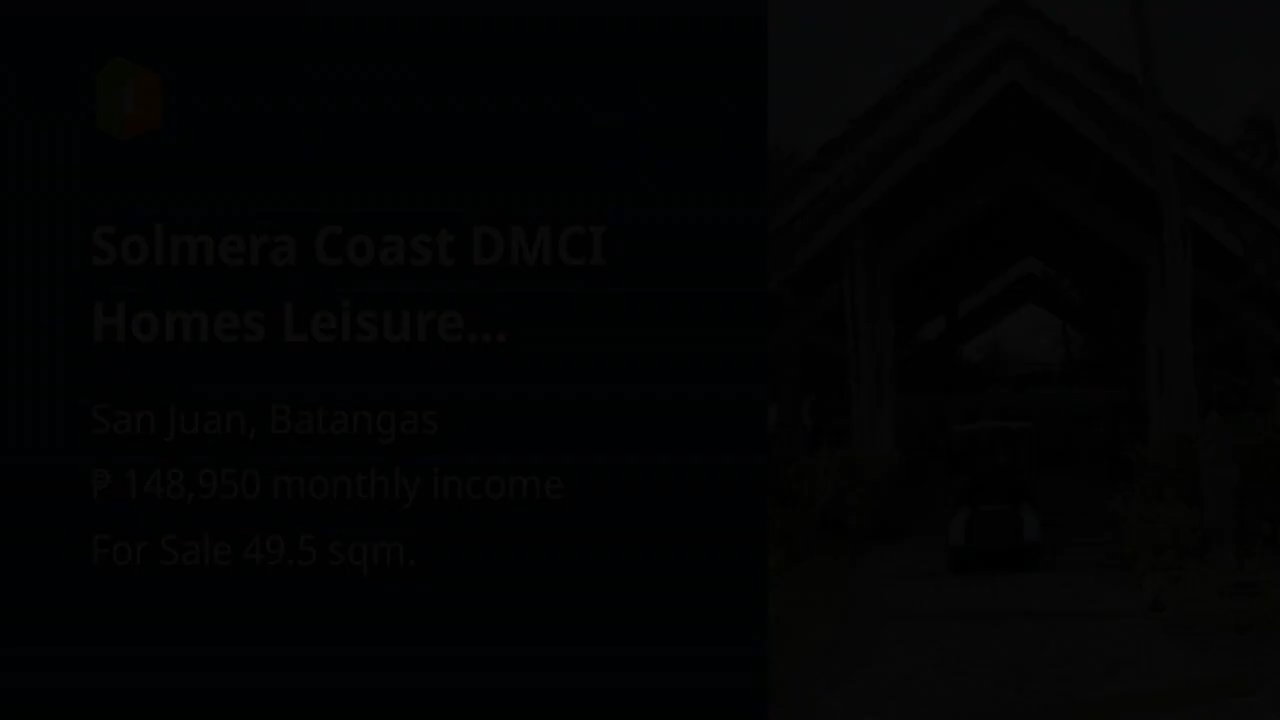 Solmera Coast DMCI
Homes Leisure...
San Juan, Batangas
₱ 148,950 monthly income
For Sale 49.5 sqm.